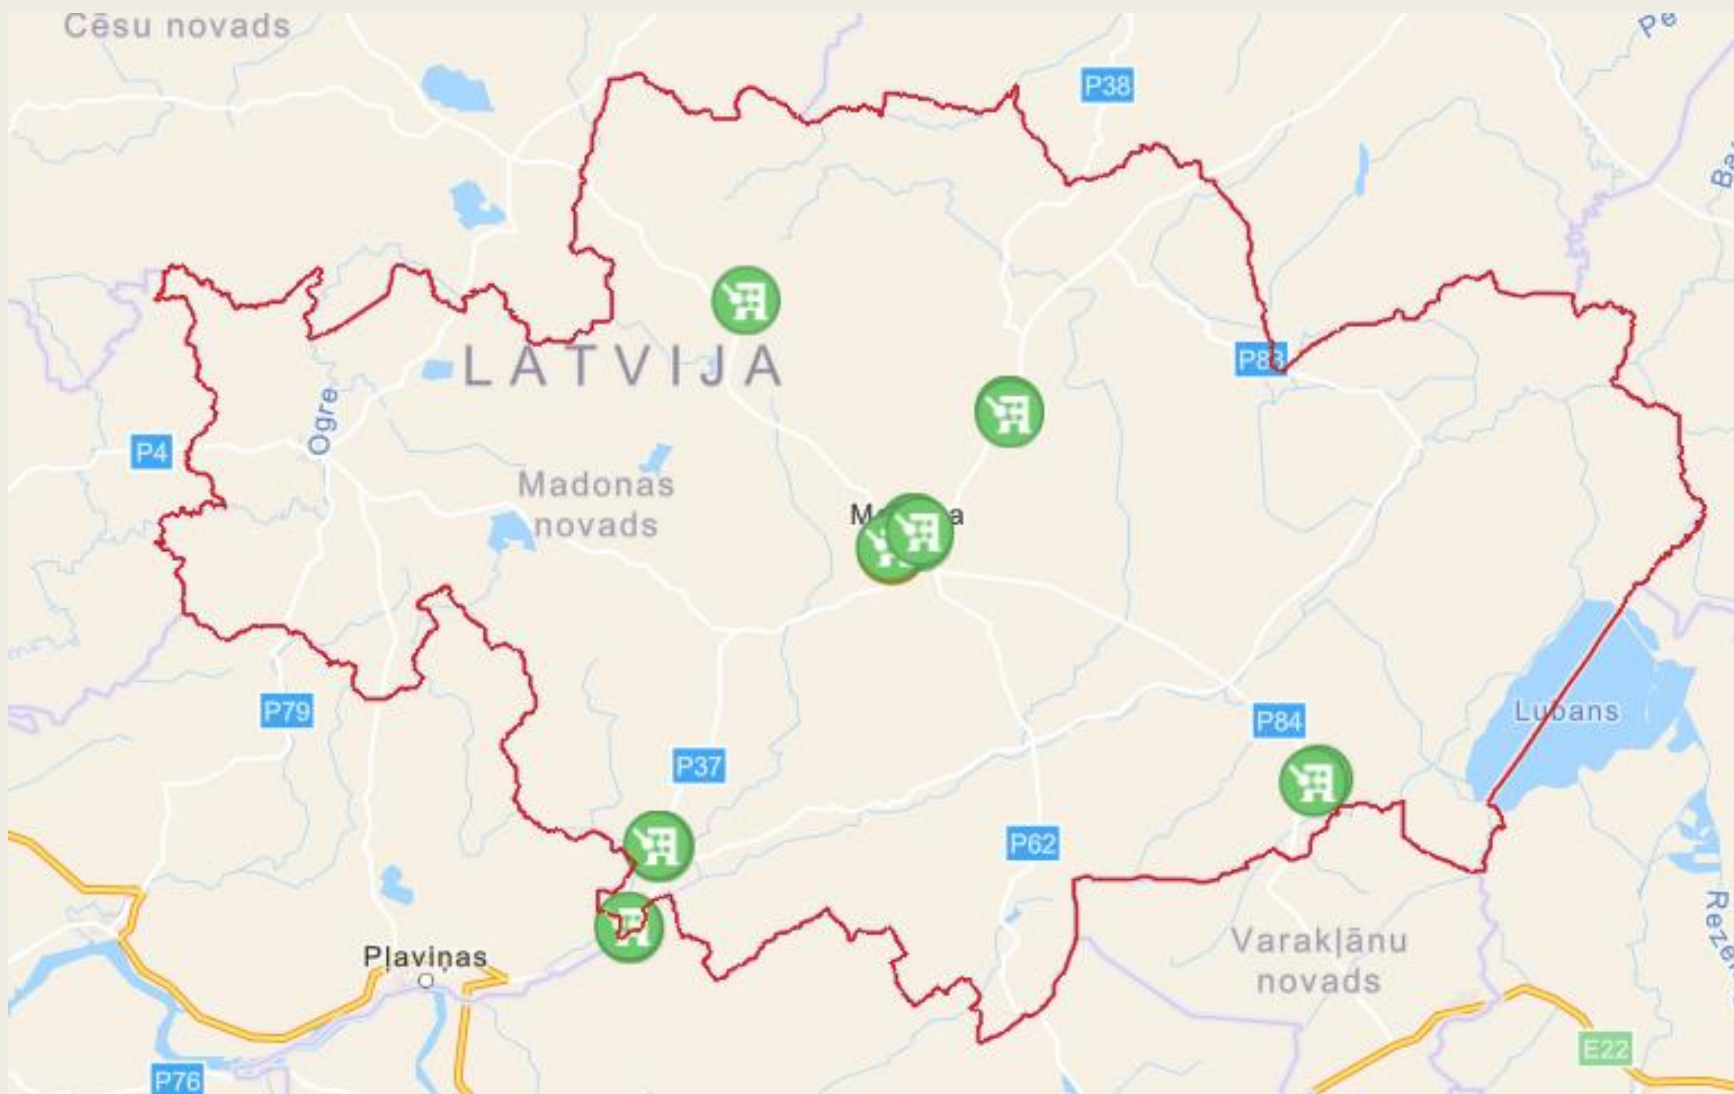 Cēsu novads
P38
LATVIJA
P83
Ogre
P4
Madonas
novads
P79
P37
P84
Lubans
P62
Pļaviņas
Varakļānu
novads
E22
P76